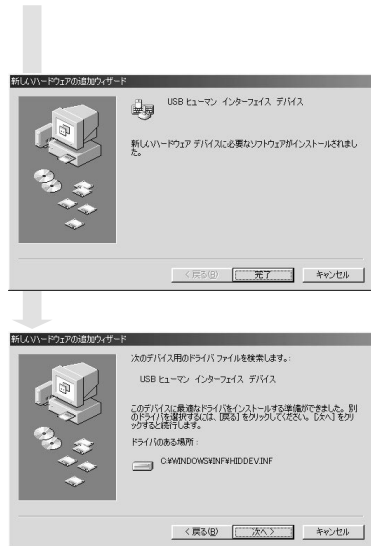 新しいハードウェアの追加ウィザード
USB ヒューマン インターフェイス デバイス
新しいハードウェア デバイスに必要なソフトウェアがインストールされまし
た。
< 戻る(B)
完了
キャンセル
新しいハードウェアの追加ウィザード
次のデバイス用のドライバ ファイルを検索します。:
USB ヒューマン インターフェイス デバイス
このデバイスに最適なドライバをインストールする準備ができました。別
のドライバを選択するには、[戻る] をクリックしてください。[次へ] をクリ
ックすると続行します。
ドライバのある場所 :
C:¥WINDOWS¥INF¥HIDDEV.INF
< 戻る(B)
次へ >
キャンセル